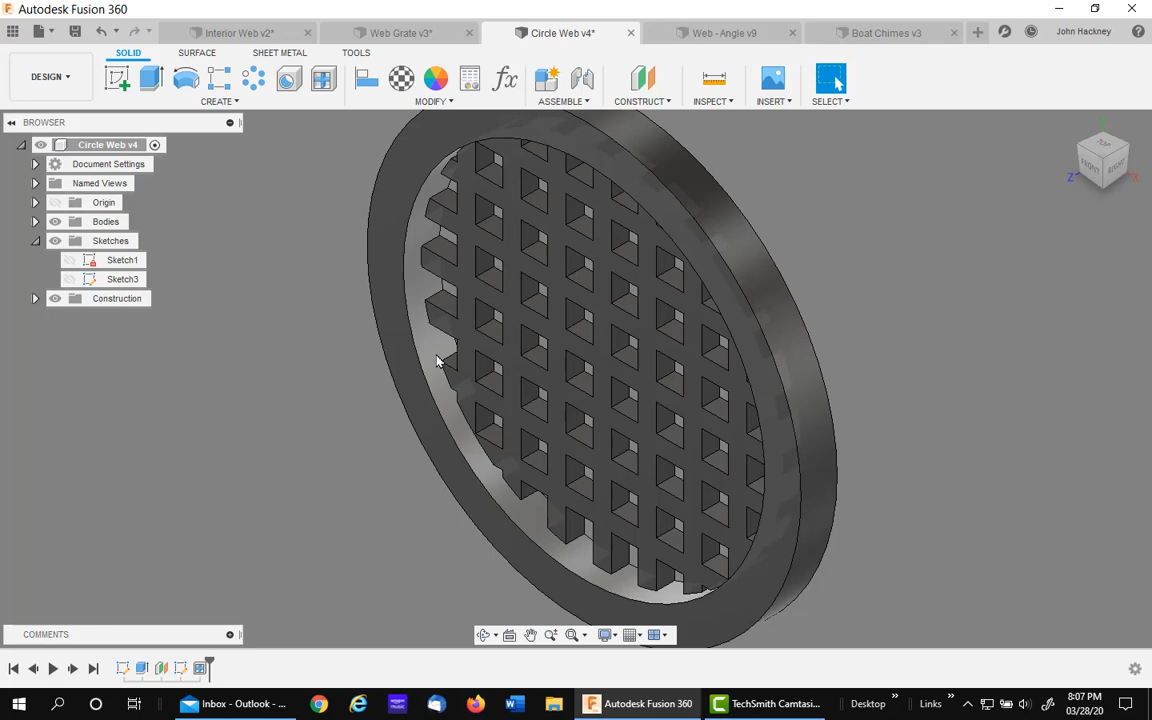 Autodesk Fusion 360
Interior Web v2*
Web Grate v3*
Circle Web v4*
Web - Angle v9
Boat Chimes v3
John Hackney
DESIGN
SOLID
SURFACE
SHEET METAL
TOOLS
CREATE
MODIFY
ASSEMBLE
CONSTRUCT
INSPECT
INSERT
SELECT
BROWSER
Circle Web v4
Document Settings
Named Views
Origin
Bodies
Sketches
Sketch1
Sketch3
Construction
TOP
FRONT
RIGHT
Y
Z
X
COMMENTS
Inbox - Outlook - ...
Autodesk Fusion 360
TechSmith Camtasi...
Desktop
Links
8:07 PM
03/28/20